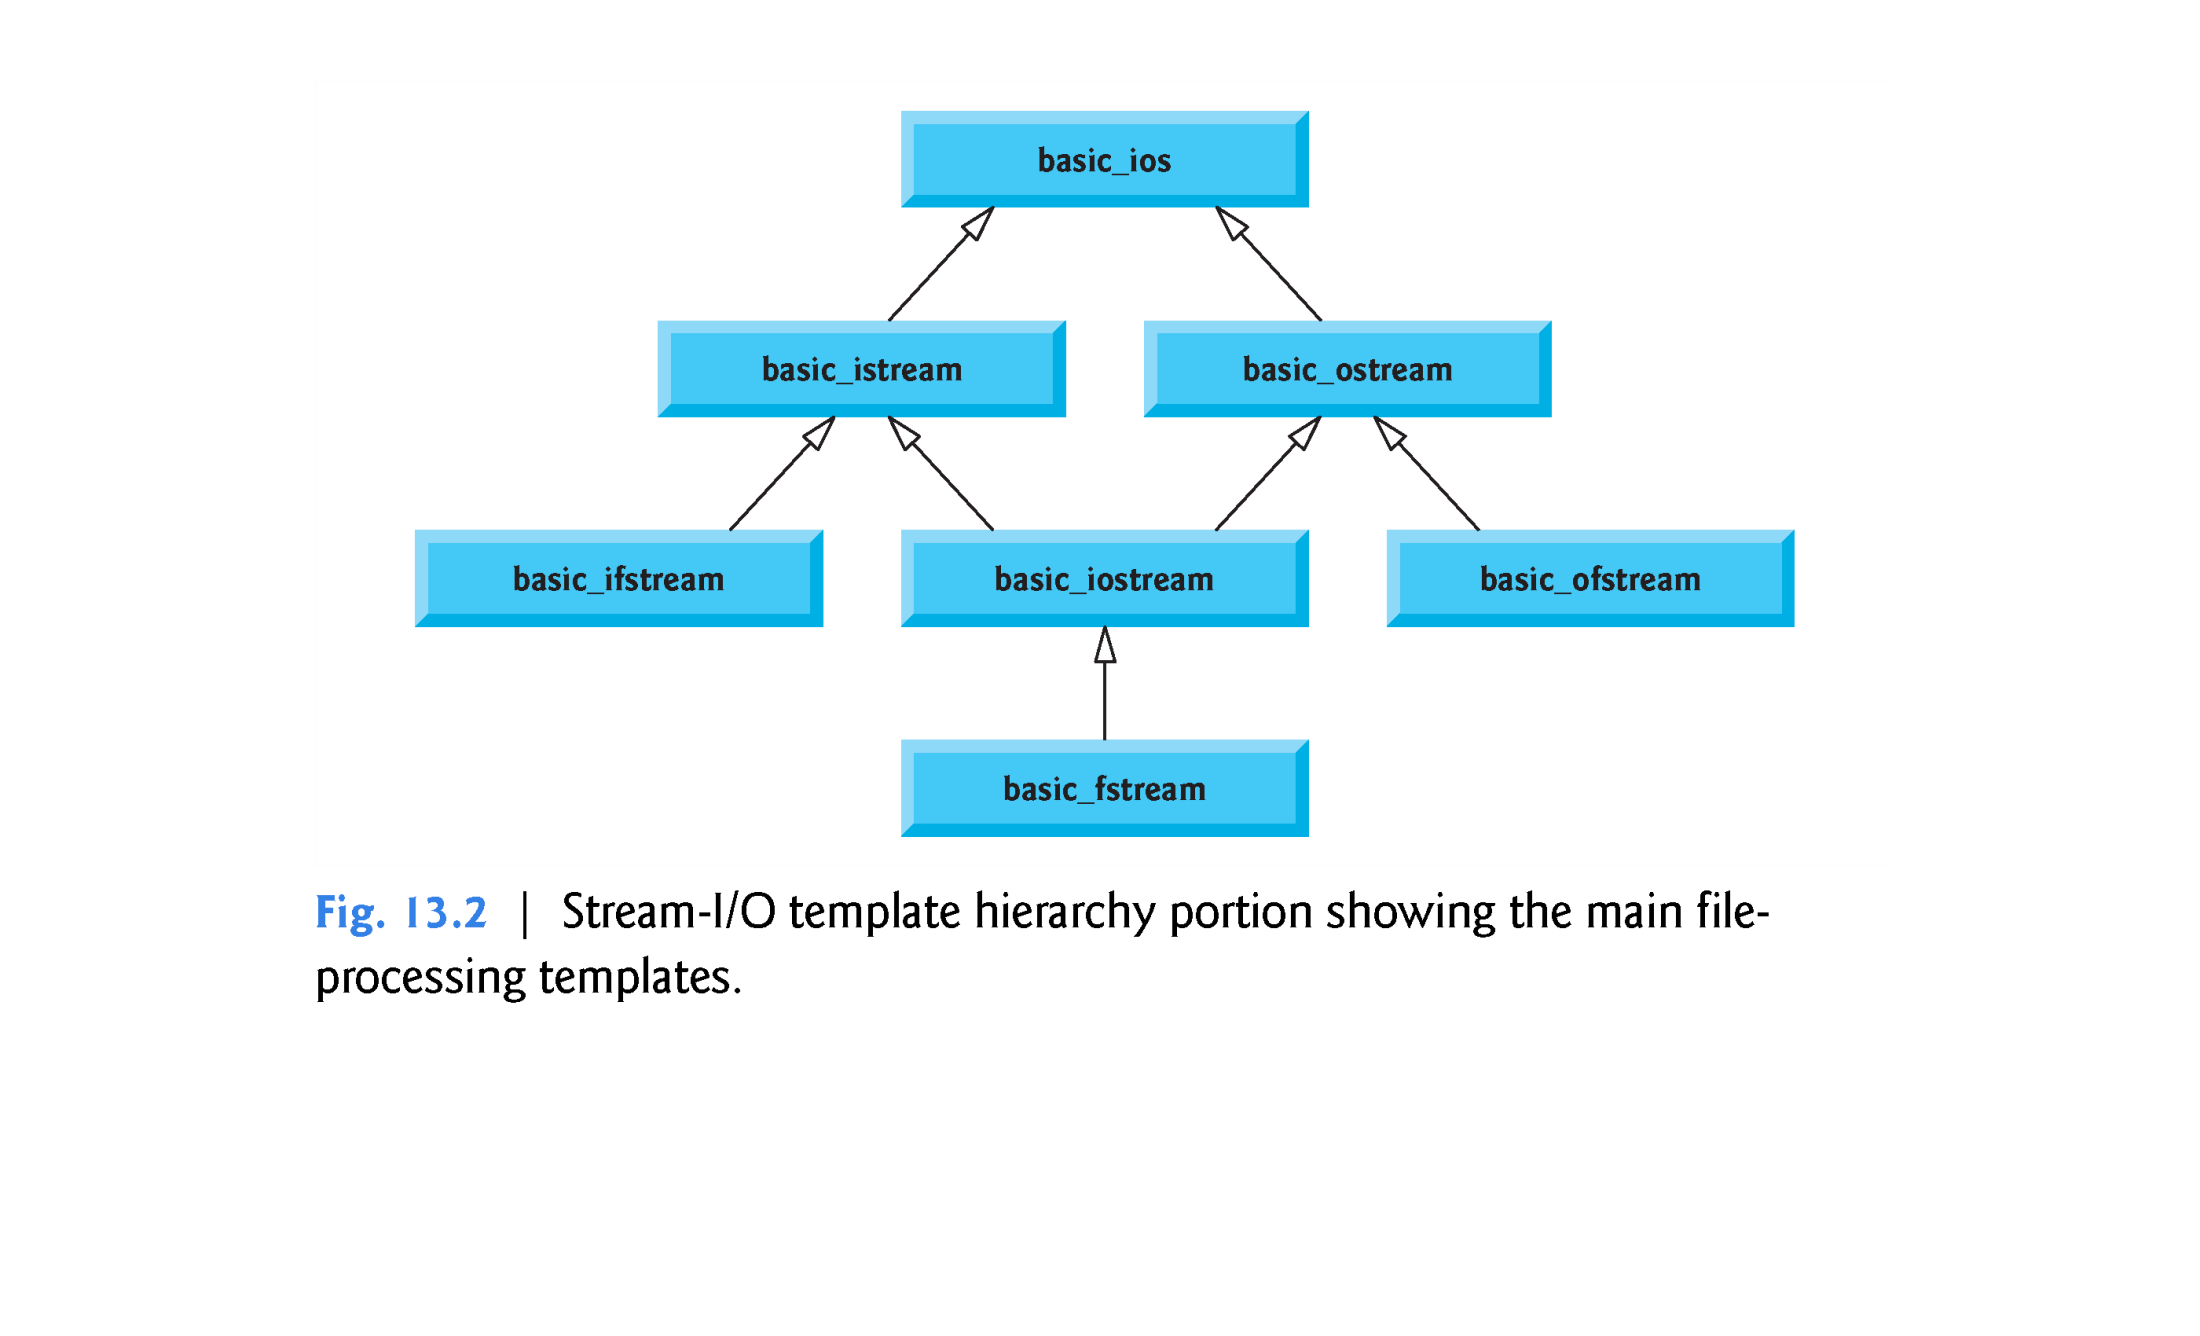 basic_ios
basic_istream
basic_ostream
basic_ifstream
basic_iostream
basic_ofstream
basic_fstream
Fig. 13.2 | Stream-I/O template hierarchy portion showing the main file-
processing templates.